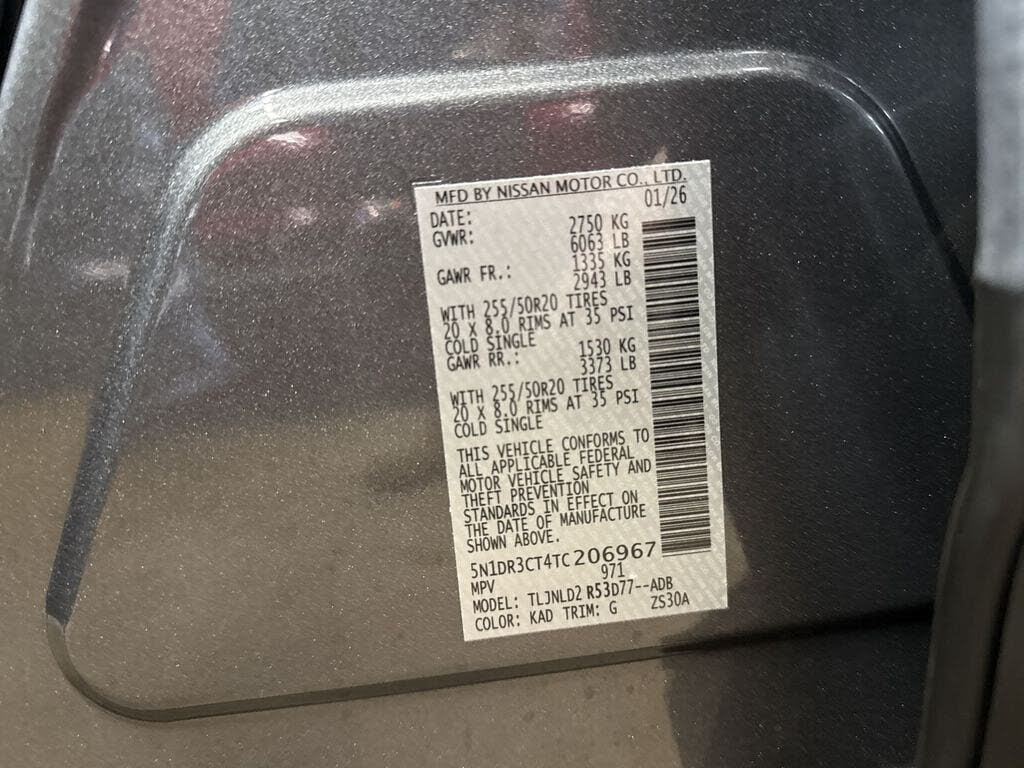 MFD BY NISSAN MOTOR CO., LTD.
DATE: 01/26
GVWR: 2750 KG
6063 LB
GAWR FR.: 1335 KG
2943 LB
WITH 255/50R20 TIRES
20 X 8.0 RIMS AT 35 PSI
COLD SINGLE
GAWR RR.: 1530 KG
3373 LB
WITH 255/50R20 TIRES
20 X 8.0 RIMS AT 35 PSI
COLD SINGLE
THIS VEHICLE CONFORMS TO
ALL APPLICABLE FEDERAL
MOTOR VEHICLE SAFETY AND
THEFT PREVENTION
STANDARDS IN EFFECT ON
THE DATE OF MANUFACTURE
SHOWN ABOVE.
5N1DR3CT4TC206967
MPV 971
MODEL: TLJNLD2 R53D77--ADB
COLOR: KAD TRIM: G ZS30A